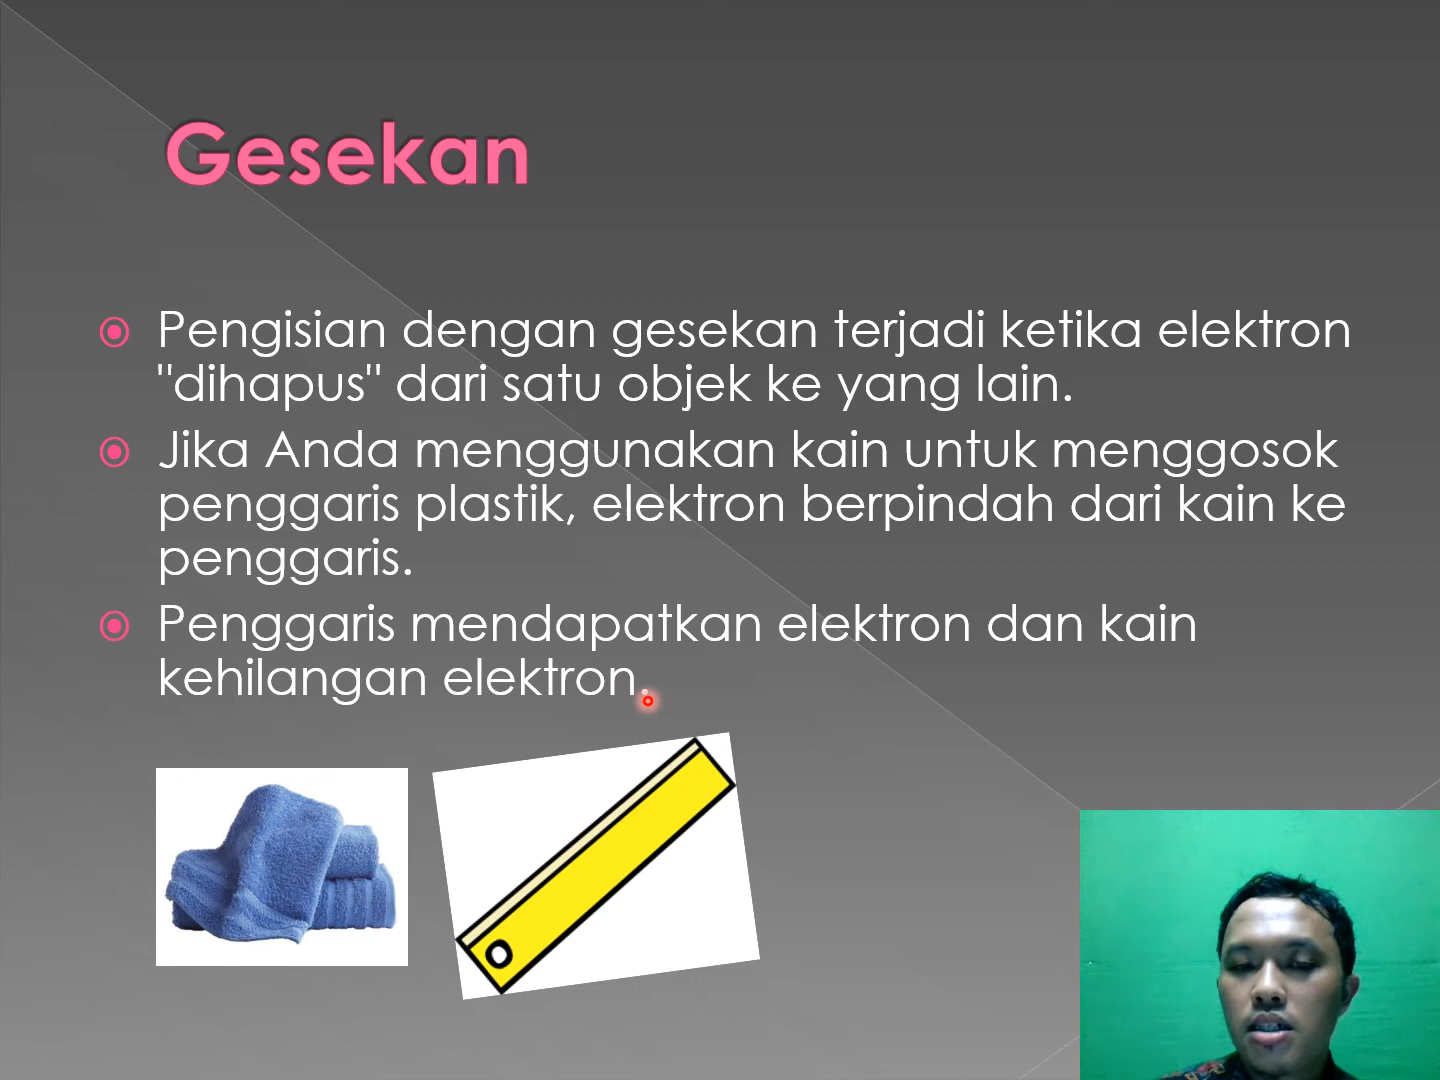 Gesekan
Pengisian dengan gesekan terjadi ketika elektron
"dihapus" dari satu objek ke yang lain.
Jika Anda menggunakan kain untuk menggosok
penggaris plastik, elektron berpindah dari kain ke
penggaris.
Penggaris mendapatkan elektron dan kain
kehilangan elektron.